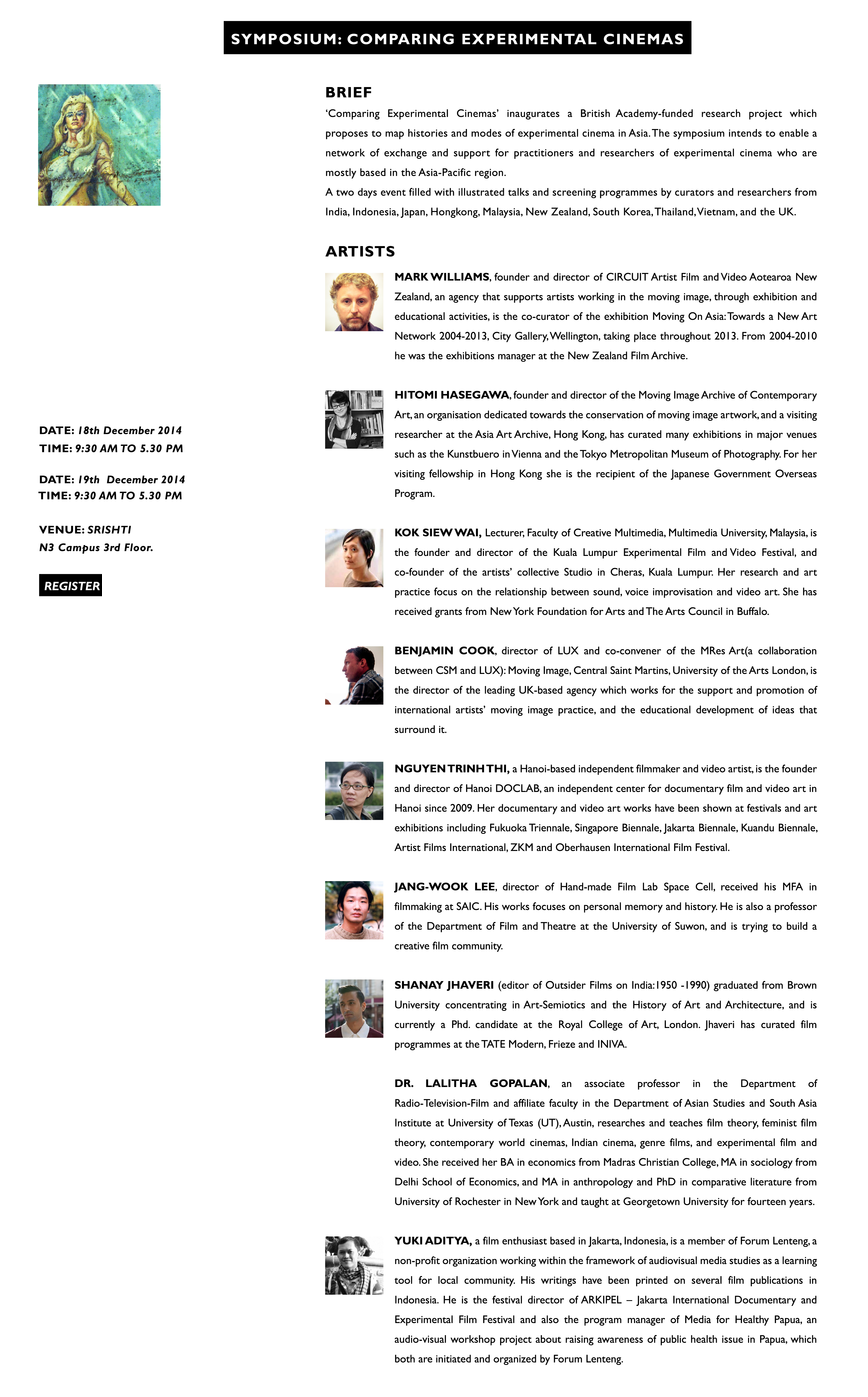 SYMPOSIUM: COMPARING EXPERIMENTAL CINEMAS
BRIEF
‘Comparing Experimental Cinemas’ inaugurates a British Academy-funded research project which
proposes to map histories and modes of experimental cinema in Asia. The symposium intends to enable a
network of exchange and support for practitioners and researchers of experimental cinema who are
mostly based in the Asia-Pacific region.
A two days event filled with illustrated talks and screening programmes by curators and researchers from
India, Indonesia, Japan, Hongkong, Malaysia, New Zealand, South Korea, Thailand, Vietnam, and the UK.
DATE: 18th December 2014
TIME: 9:30 AM TO 5.30 PM
DATE: 19th December 2014
TIME: 9:30 AM TO 5.30 PM
VENUE: SRISHTI
N3 Campus 3rd Floor.
REGISTER
ARTISTS
MARK WILLIAMS, founder and director of CIRCUIT Artist Film and Video Aotearoa New
Zealand, an agency that supports artists working in the moving image, through exhibition and
educational activities, is the co-curator of the exhibition Moving On Asia: Towards a New Art
Network 2004-2013, City Gallery, Wellington, taking place throughout 2013. From 2004-2010
he was the exhibitions manager at the New Zealand Film Archive.
HITOMI HASEGAWA, founder and director of the Moving Image Archive of Contemporary
Art, an organisation dedicated towards the conservation of moving image artwork, and a visiting
researcher at the Asia Art Archive, Hong Kong, has curated many exhibitions in major venues
such as the Kunstbuero in Vienna and the Tokyo Metropolitan Museum of Photography. For her
visiting fellowship in Hong Kong she is the recipient of the Japanese Government Overseas
Program.
KOK SIEW WAI, Lecturer, Faculty of Creative Multimedia, Multimedia University, Malaysia, is
the founder and director of the Kuala Lumpur Experimental Film and Video Festival, and
co-founder of the artists’ collective Studio in Cheras, Kuala Lumpur. Her research and art
practice focus on the relationship between sound, voice improvisation and video art. She has
received grants from New York Foundation for Arts and The Arts Council in Buffalo.
BENJAMIN COOK, director of LUX and co-convener of the MRes Art(a collaboration
between CSM and LUX): Moving Image, Central Saint Martins, University of the Arts London, is
the director of the leading UK-based agency which works for the support and promotion of
international artists’ moving image practice, and the educational development of ideas that
surround it.
NGUYEN TRINH THI, a Hanoi-based independent filmmaker and video artist, is the founder
and director of Hanoi DOCLAB, an independent center for documentary film and video art in
Hanoi since 2009. Her documentary and video art works have been shown at festivals and art
exhibitions including Fukuoka Triennale, Singapore Biennale, Jakarta Biennale, Kuandu Biennale,
Artist Films International, ZKM and Oberhausen International Film Festival.
JANG-WOOK LEE, director of Hand-made Film Lab Space Cell, received his MFA in
filmmaking at SAIC. His works focuses on personal memory and history. He is also a professor
of the Department of Film and Theatre at the University of Suwon, and is trying to build a
creative film community.
SHANAY JHAVERI (editor of Outsider Films on India:1950 -1990) graduated from Brown
University concentrating in Art-Semiotics and the History of Art and Architecture, and is
currently a Phd. candidate at the Royal College of Art, London. Jhaveri has curated film
programmes at the TATE Modern, Frieze and INIVA.
DR. LALITHA GOPALAN, an associate professor in the Department of
Radio-Television-Film and affiliate faculty in the Department of Asian Studies and South Asia
Institute at University of Texas (UT), Austin, researches and teaches film theory, feminist film
theory, contemporary world cinemas, Indian cinema, genre films, and experimental film and
video. She received her BA in economics from Madras Christian College, MA in sociology from
Delhi School of Economics, and MA in anthropology and PhD in comparative literature from
University of Rochester in New York and taught at Georgetown University for fourteen years.
YUKI ADITYA, a film enthusiast based in Jakarta, Indonesia, is a member of Forum Lenteng, a
non-profit organization working within the framework of audiovisual media studies as a learning
tool for local community. His writings have been printed on several film publications in
Indonesia. He is the festival director of ARKIPEL – Jakarta International Documentary and
Experimental Film Festival and also the program manager of Media for Healthy Papua, an
audio-visual workshop project about raising awareness of public health issue in Papua, which
both are initiated and organized by Forum Lenteng.